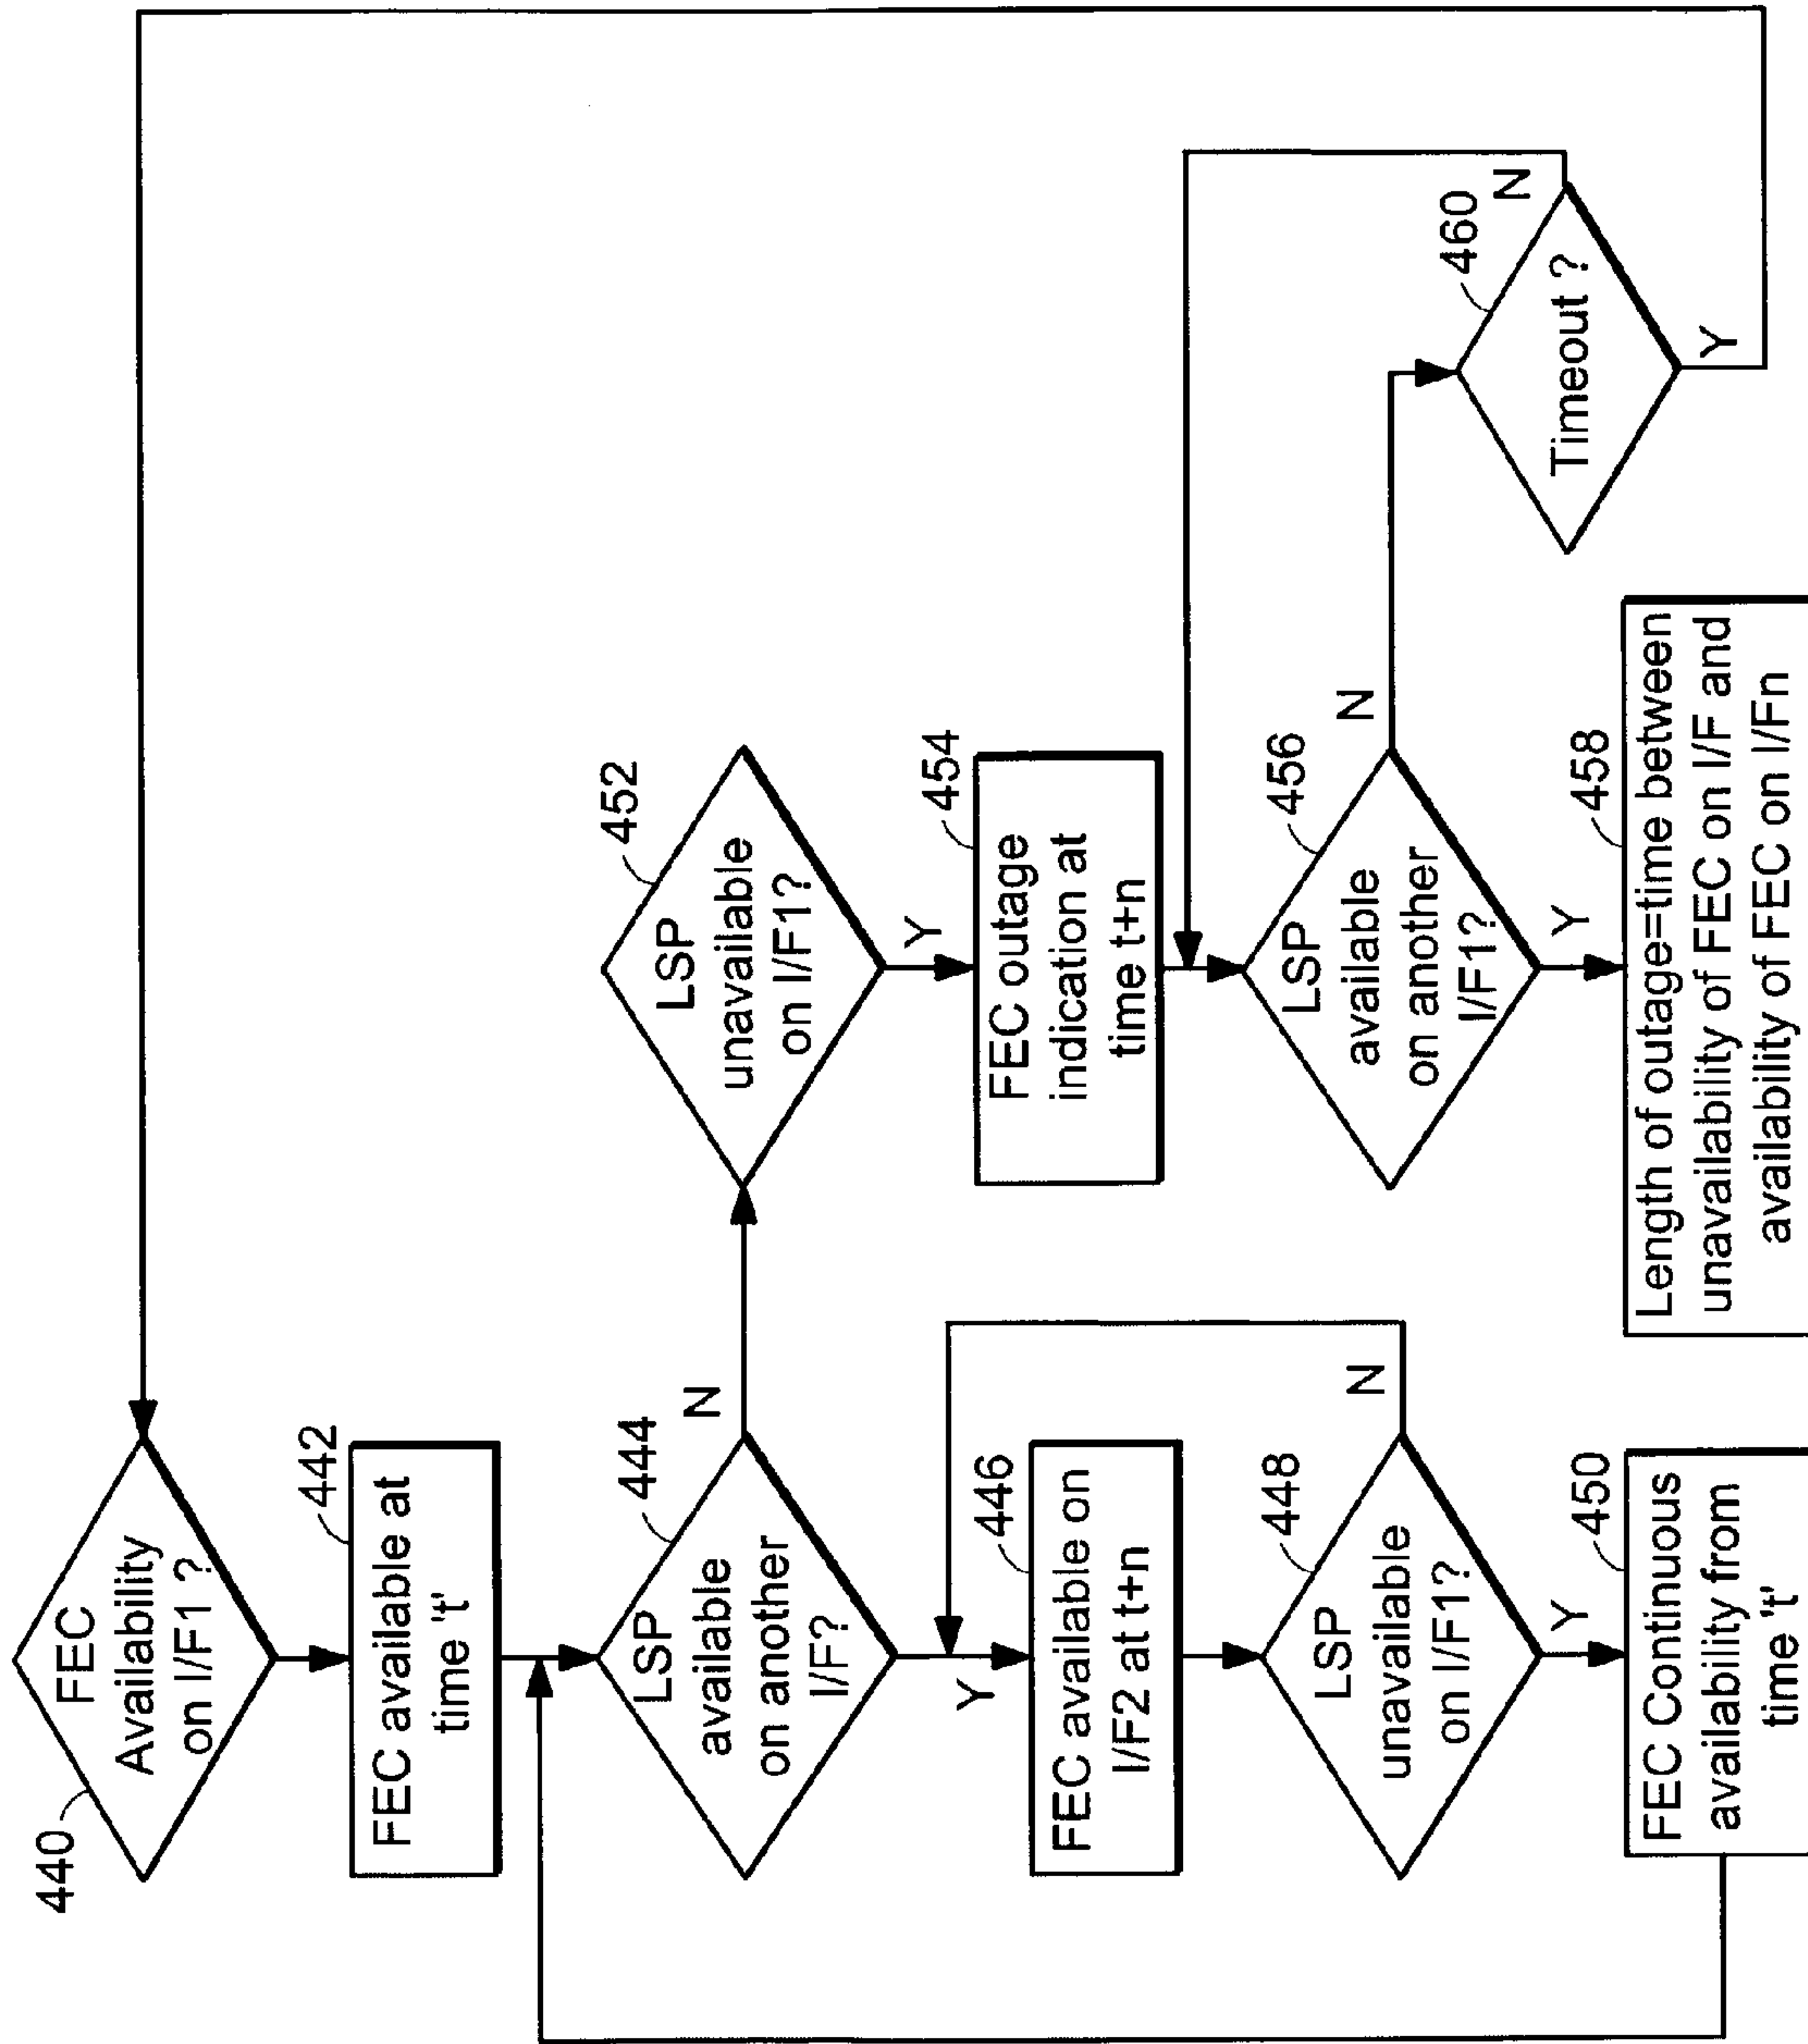 440
FEC
Availability
on I/F1 ?
442
FEC available at
time 't'
444
LSP
available
on another
I/F?
N
Y
446
FEC available on
I/F2 at t+n
448
LSP
unavailable
on I/F1?
N
Y
450
FEC Continuous
availability from
time 't'
452
LSP
unavailable
on I/F1?
Y
454
FEC outage
indication at
time t+n
456
LSP
available
on another
I/F1?
N
Y
458
Length of outage=time between
unavailability of FEC on I/F and
availability of FEC on I/Fn
460
Timeout ?
N
Y